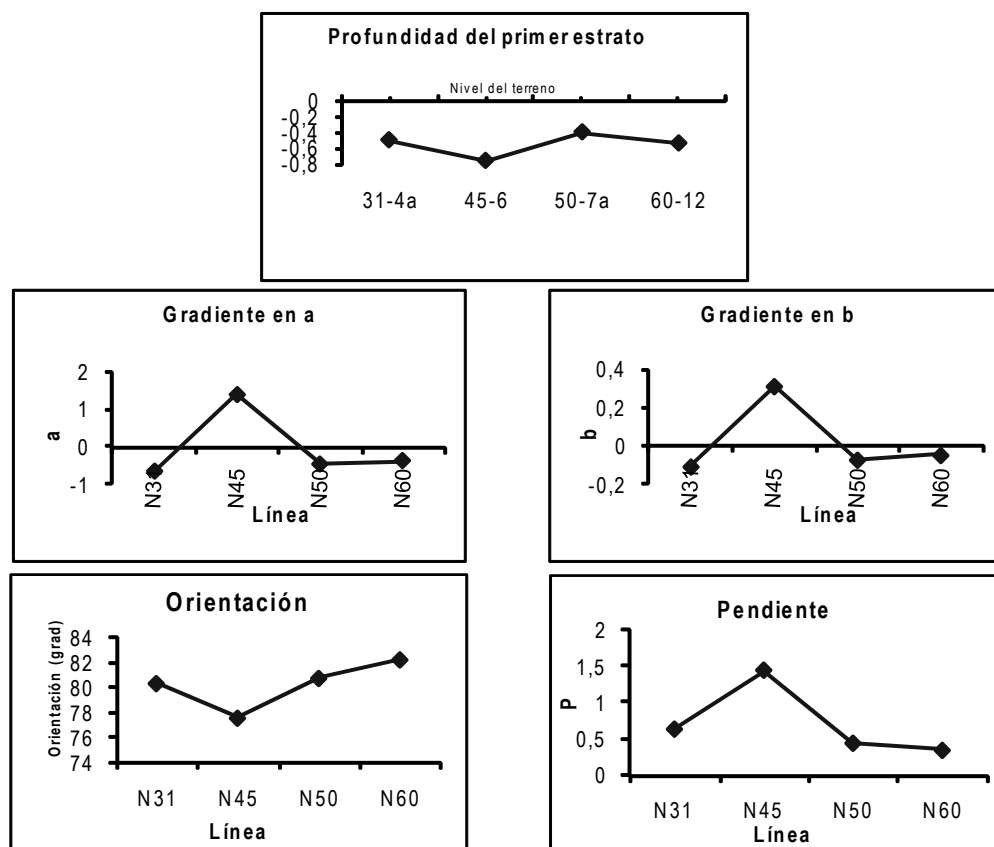 Profundidad del primer estrato
Nivel del terreno
0
-0,2
-0,4
-0,6
-0,8
31-4a 45-6 50-7a 60-12
Gradiente en a
2
1
0
-1
a
N31 N45 N50 N60
Línea
Gradiente en b
0,4
0,2
0
-0,2
b
N31 N45 N50 N60
Línea
Orientación
Orientación (grad)
84
82
80
78
76
74
N31 N45 N50 N60
Línea
Pendiente
2
1,5
1
0,5
0
P
N31 N45 N50 N60
Línea